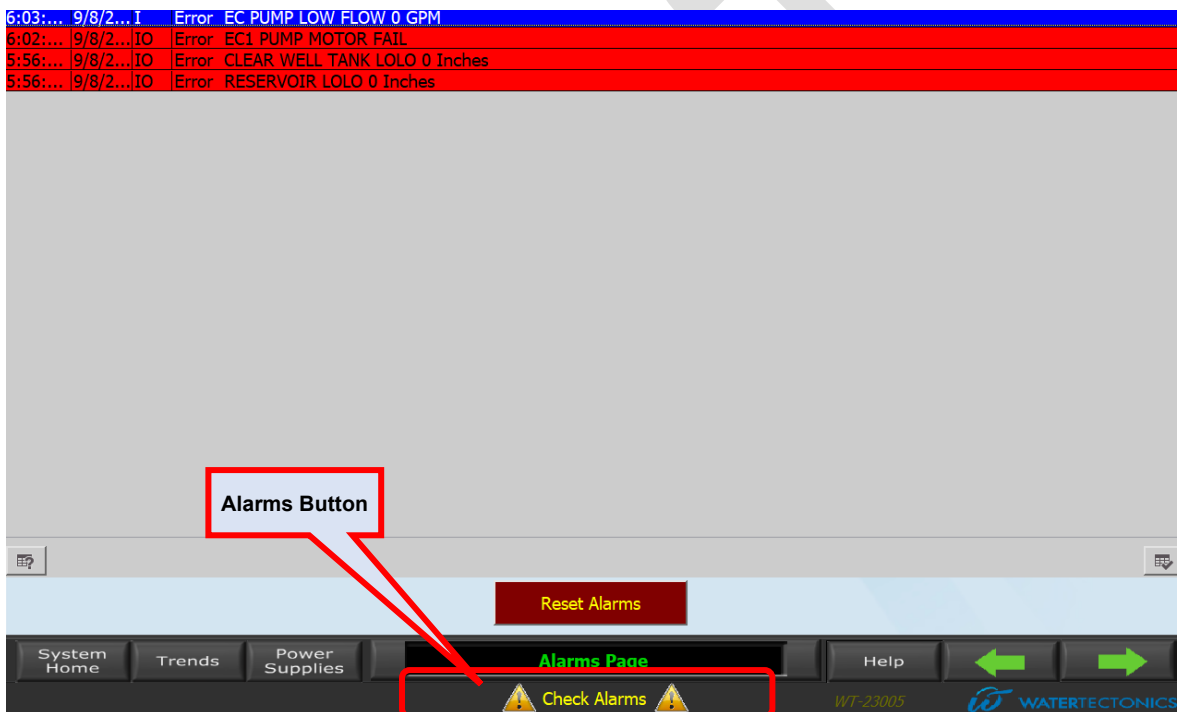 6:03:... 9/8/2... I Error EC PUMP LOW FLOW 0 GPM
6:02:... 9/8/2... IO Error EC1 PUMP MOTOR FAIL
5:56:... 9/8/2... IO Error CLEAR WELL TANK LOLO 0 Inches
5:56:... 9/8/2... IO Error RESERVOIR LOLO 0 Inches
Alarms Button
Reset Alarms
System Home Trends Power Supplies Alarms Page Help
Check Alarms WT-23005 WATERTECTONICS